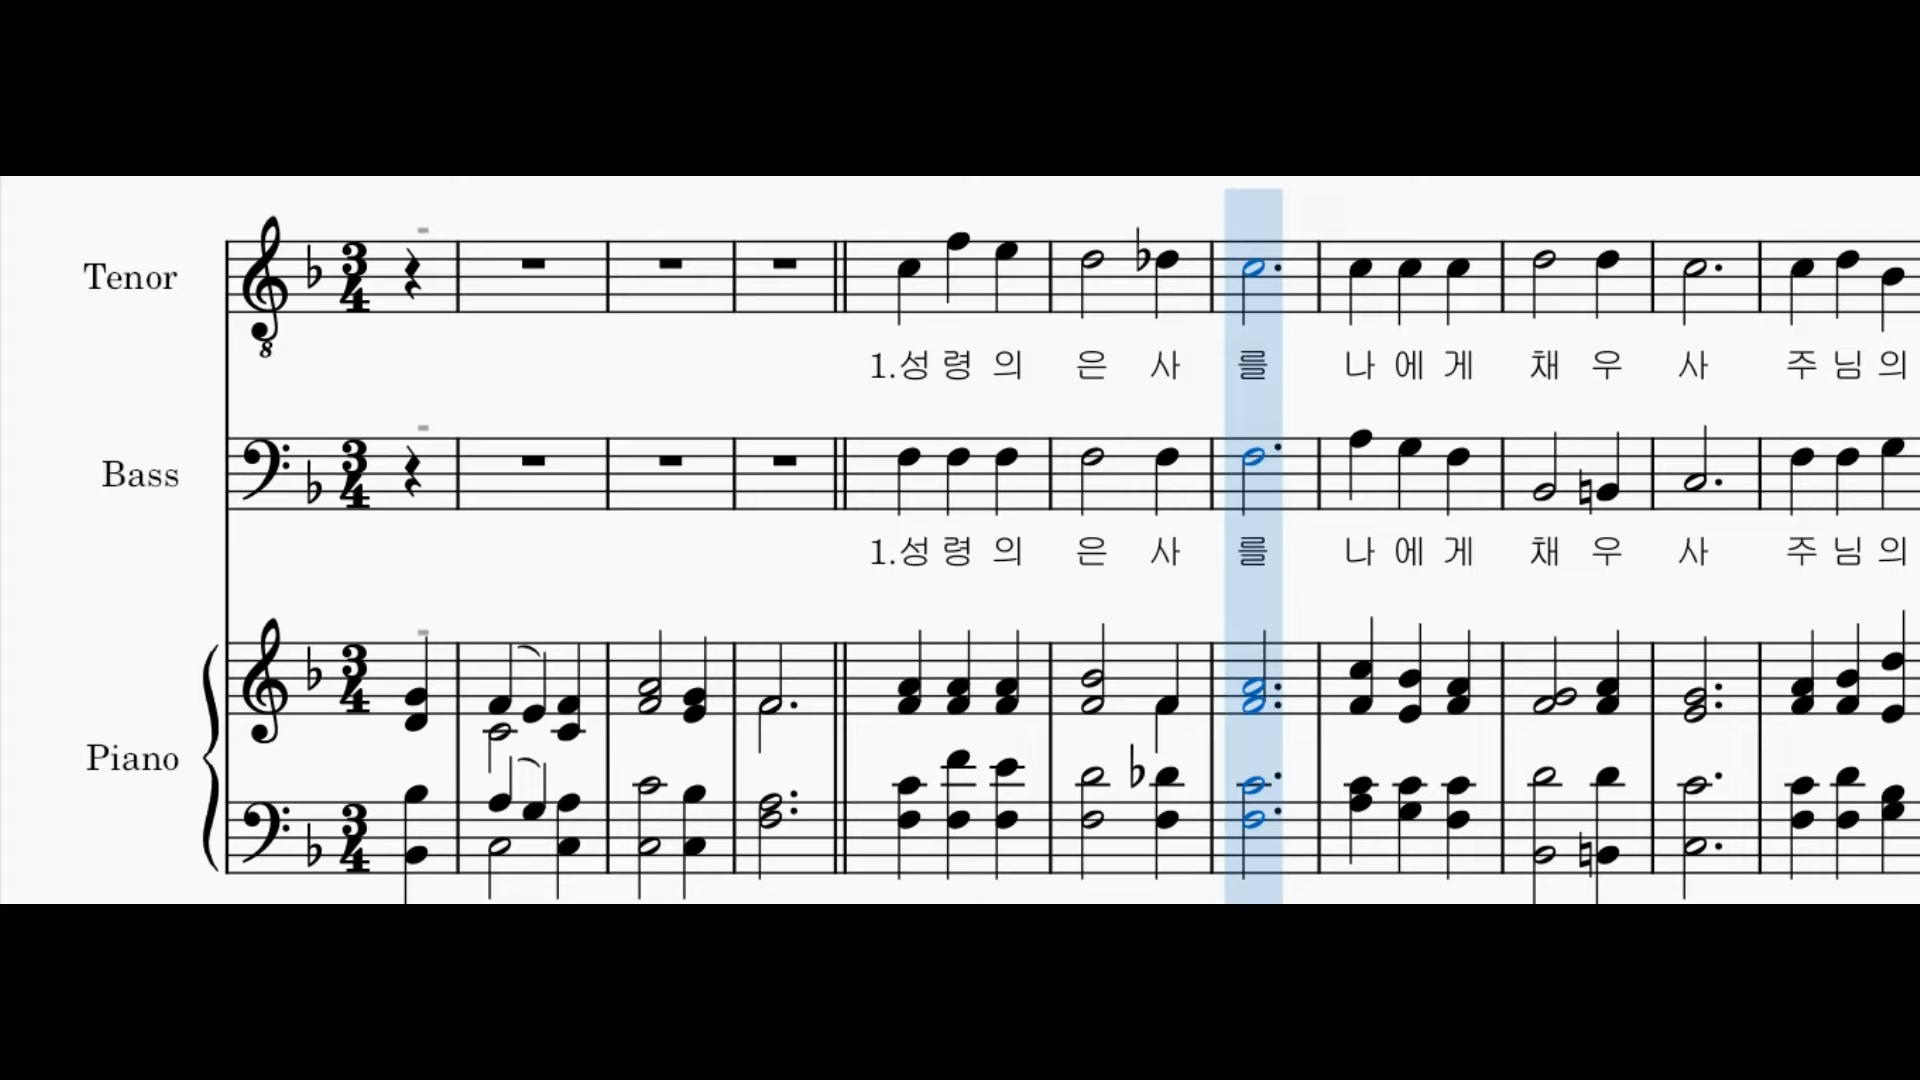 Tenor
1.성 령 의 은 사 를 나 에 게 채 우 사 주 님 의
Bass
1.성 령 의 은 사 를 나 에 게 채 우 사 주 님 의
Piano